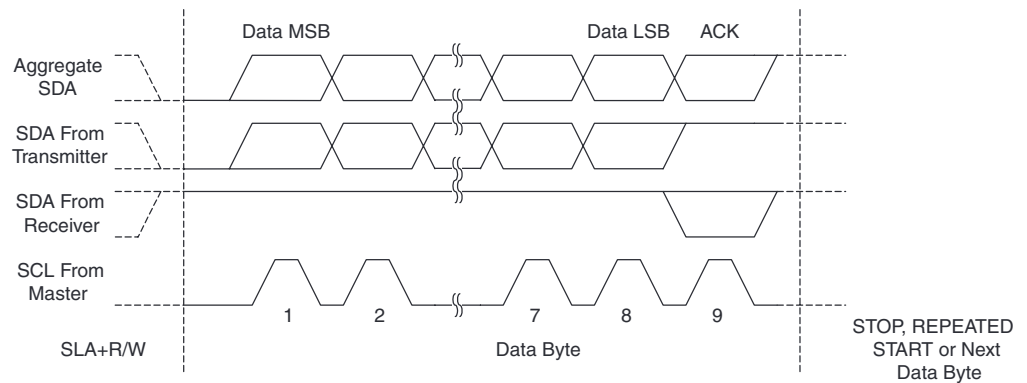 Data MSB
Data LSB
ACK
Aggregate
SDA
SDA From
Transmitter
SDA From
Receiver
SCL From
Master
1
2
7
8
9
SLA+R/W
Data Byte
STOP, REPEATED
START or Next
Data Byte